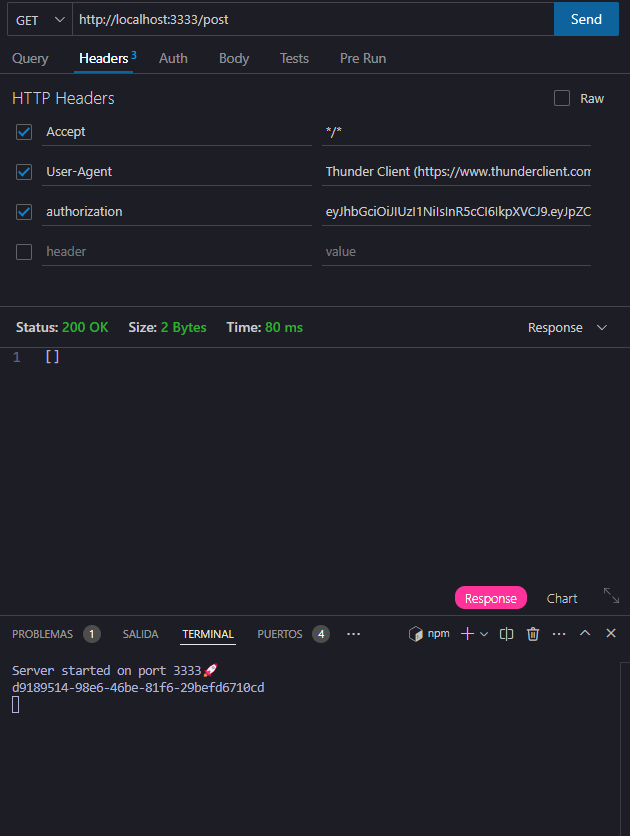 GET http://localhost:3333/post Send
Query Headers 3 Auth Body Tests Pre Run
HTTP Headers Raw
Accept */*
User-Agent Thunder Client (https://www.thunderclient.com
authorization eyJhbGciOiJIUzI1NiIsInR5cCI6IkpXVCJ9.eyJpZC
header value
Status: 200 OK Size: 2 Bytes Time: 80 ms Response
1 []
Response Chart
PROBLEMAS 1 SALIDA TERMINAL PUERTOS 4 ··· npm
Server started on port 3333🚀
d9189514-98e6-46be-81f6-29befd6710cd